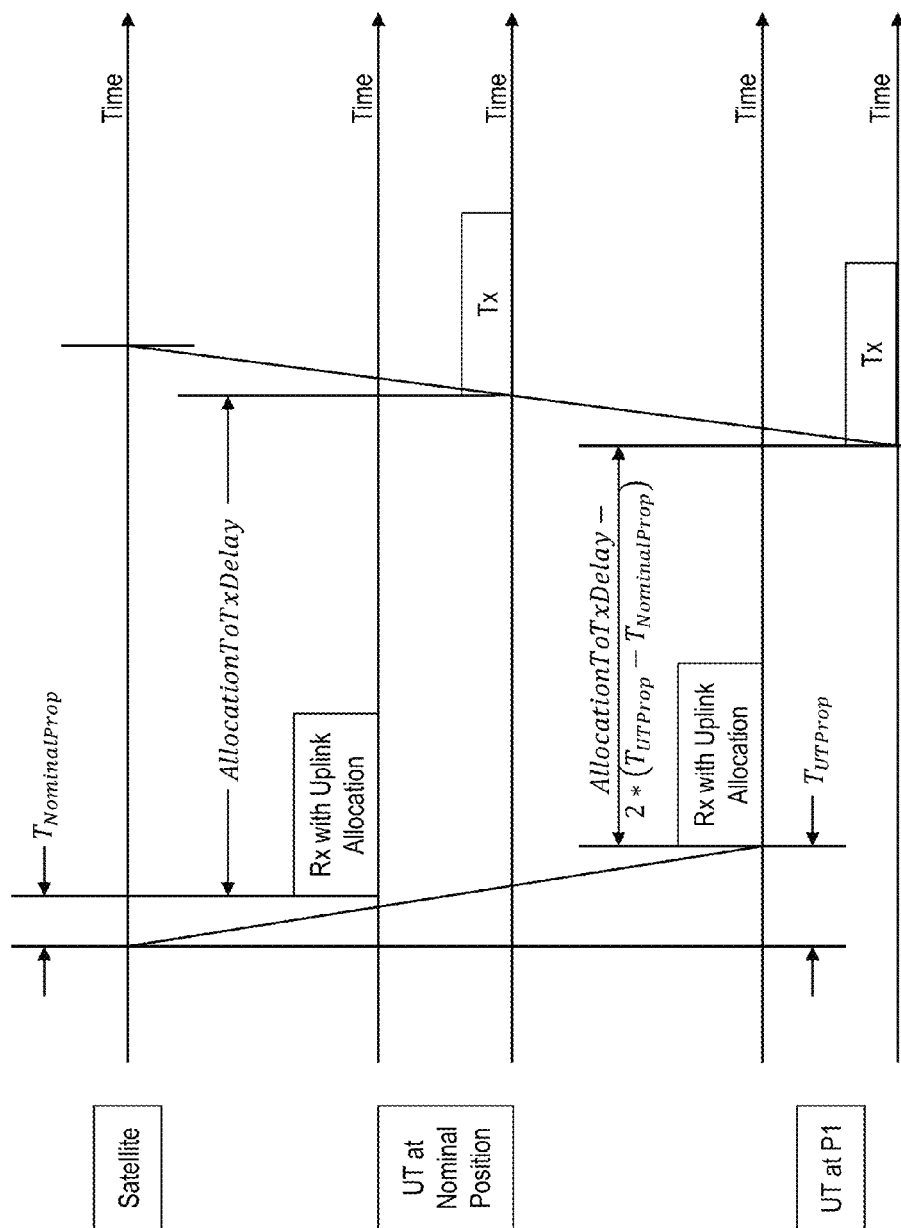 Satellite
Time
T_NominalProp
AllocationToTxDelay
UT at
Nominal
Position
Rx with Uplink
Allocation
Time
Tx
Time
AllocationToTxDelay −
2 * (T_UTProp − T_NominalProp)
Rx with Uplink
Allocation
Time
T_UTProp
UT at P1
Tx
Time